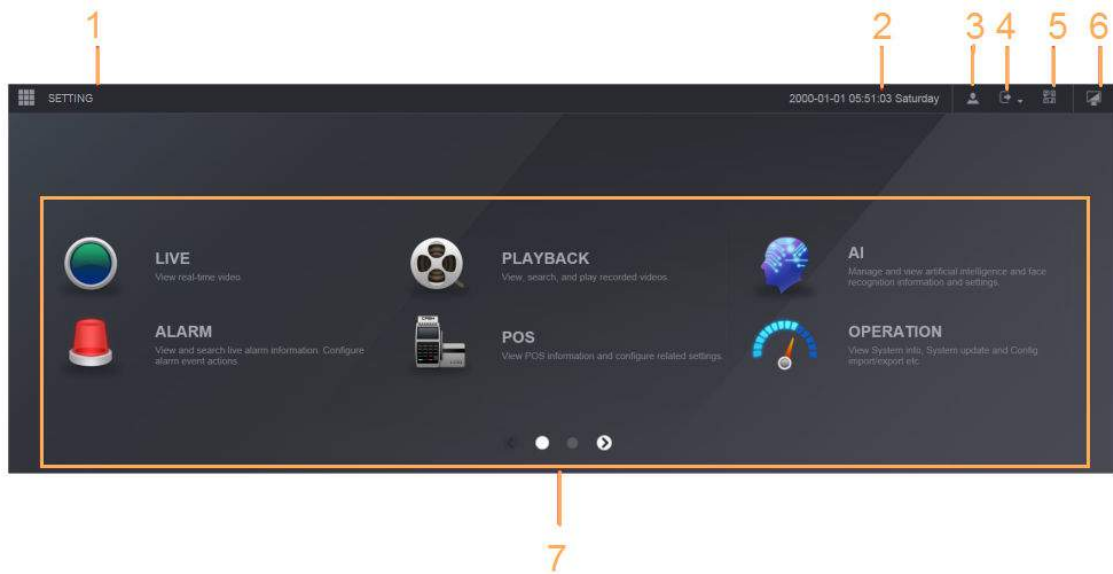 1 2 3 4 5 6
SETTING 2000-01-01 05:51:03 Saturday
LIVE
View real-time video.
PLAYBACK
View, search, and play recorded videos.
AI
Manage and view artificial intelligence and face
recognition information and settings.
ALARM
View and search live alarm information. Configure
alarm event actions.
POS
View POS information and configure related settings.
OPERATION
View System info, System update and Config
import/export etc.
7